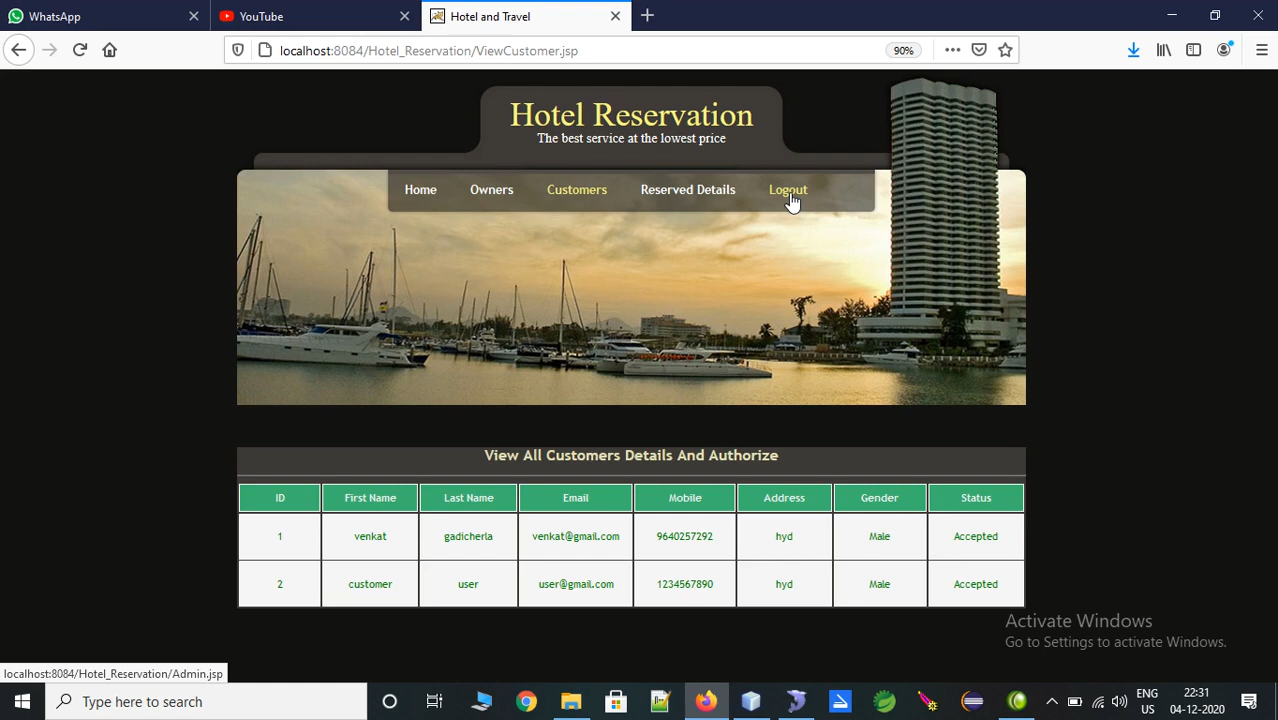 WhatsApp
YouTube
Hotel and Travel
localhost:8084/Hotel_Reservation/ViewCustomer.jsp
90%
Hotel Reservation
The best service at the lowest price
Home Owners Customers Reserved Details Logout
View All Customers Details And Authorize
ID First Name Last Name Email Mobile Address Gender Status
1 venkat gadicherla venkat@gmail.com 9640257292 hyd Male Accepted
2 customer user user@gmail.com 1234567890 hyd Male Accepted
Activate Windows
Go to Settings to activate Windows.
localhost:8084/Hotel_Reservation/Admin.jsp
Type here to search
ENG
US
22:31
04-12-2020